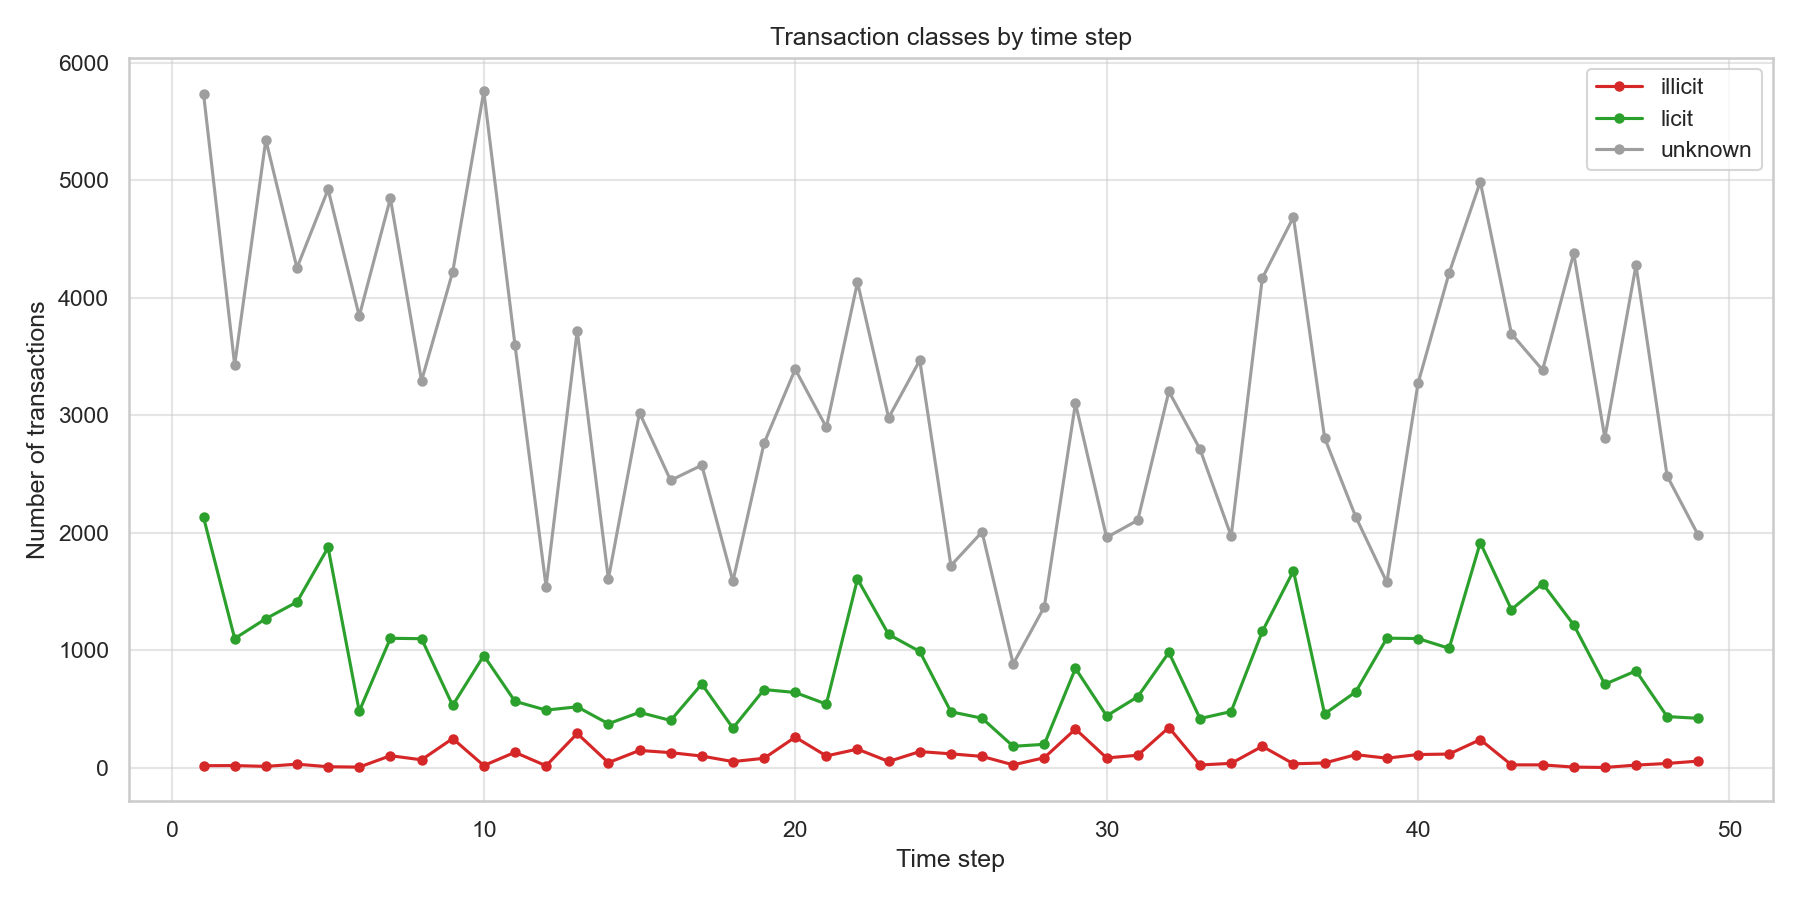 Transaction classes by time step
6000
5000
4000
3000
2000
1000
0
Number of transactions
illicit
licit
unknown
0 10 20 30 40 50
Time step